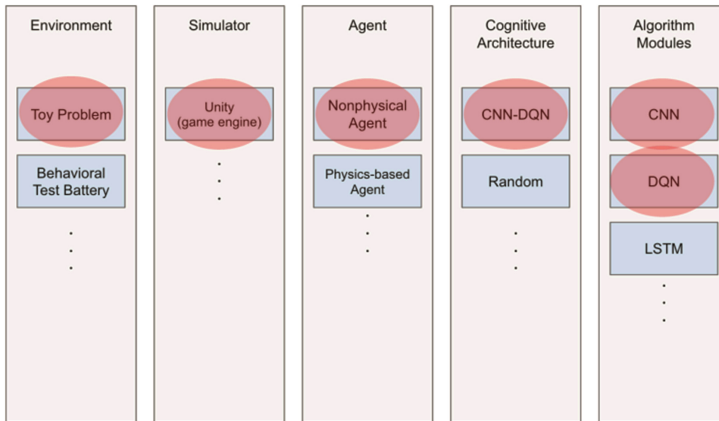 Environment
Toy Problem
Behavioral
Test Battery
Simulator
Unity
(game engine)
Agent
Nonphysical
Agent
Physics-based
Agent
Cognitive
Architecture
CNN-DQN
Random
Algorithm
Modules
CNN
DQN
LSTM